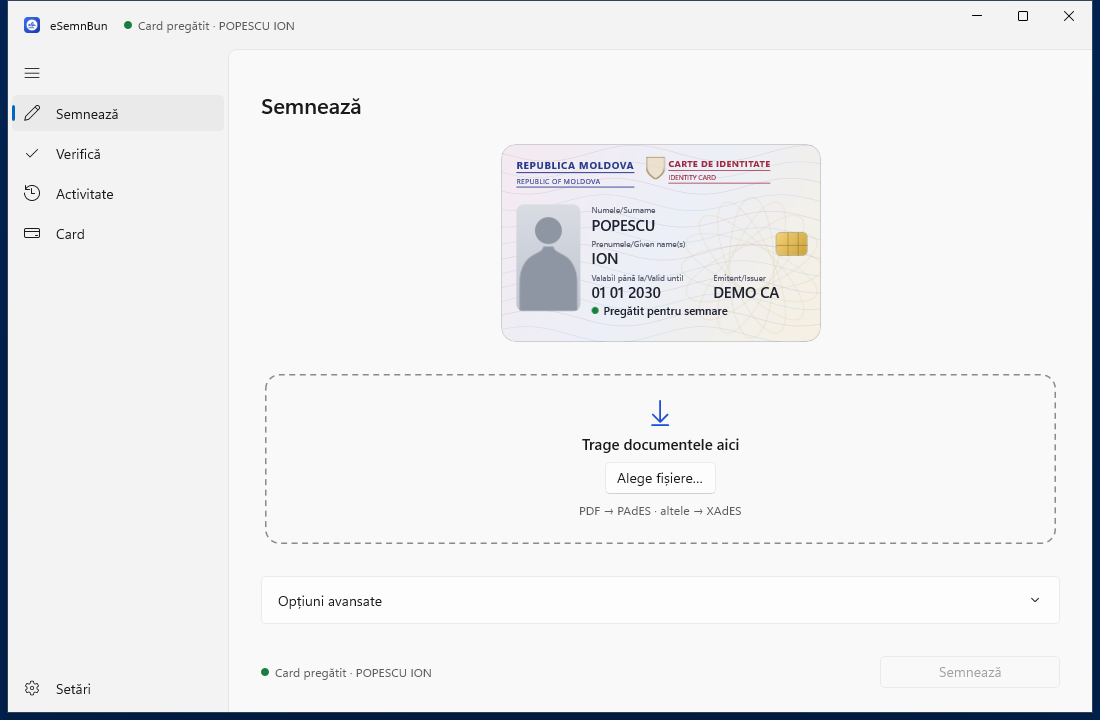 eSemnBun
Card pregătit · POPESCU ION
Semnează
Verifică
Activitate
Card
Setări
Semnează
REPUBLICA MOLDOVA
REPUBLIC OF MOLDOVA
CARTE DE IDENTITATE
IDENTITY CARD
Numele/Surname
POPESCU
Prenumele/Given name(s)
ION
Valabil până la/Valid until
01 01 2030
Emitent/Issuer
DEMO CA
Pregătit pentru semnare
Trage documentele aici
Alege fișiere...
PDF → PAdES · altele → XAdES
Opțiuni avansate
Card pregătit · POPESCU ION
Semnează